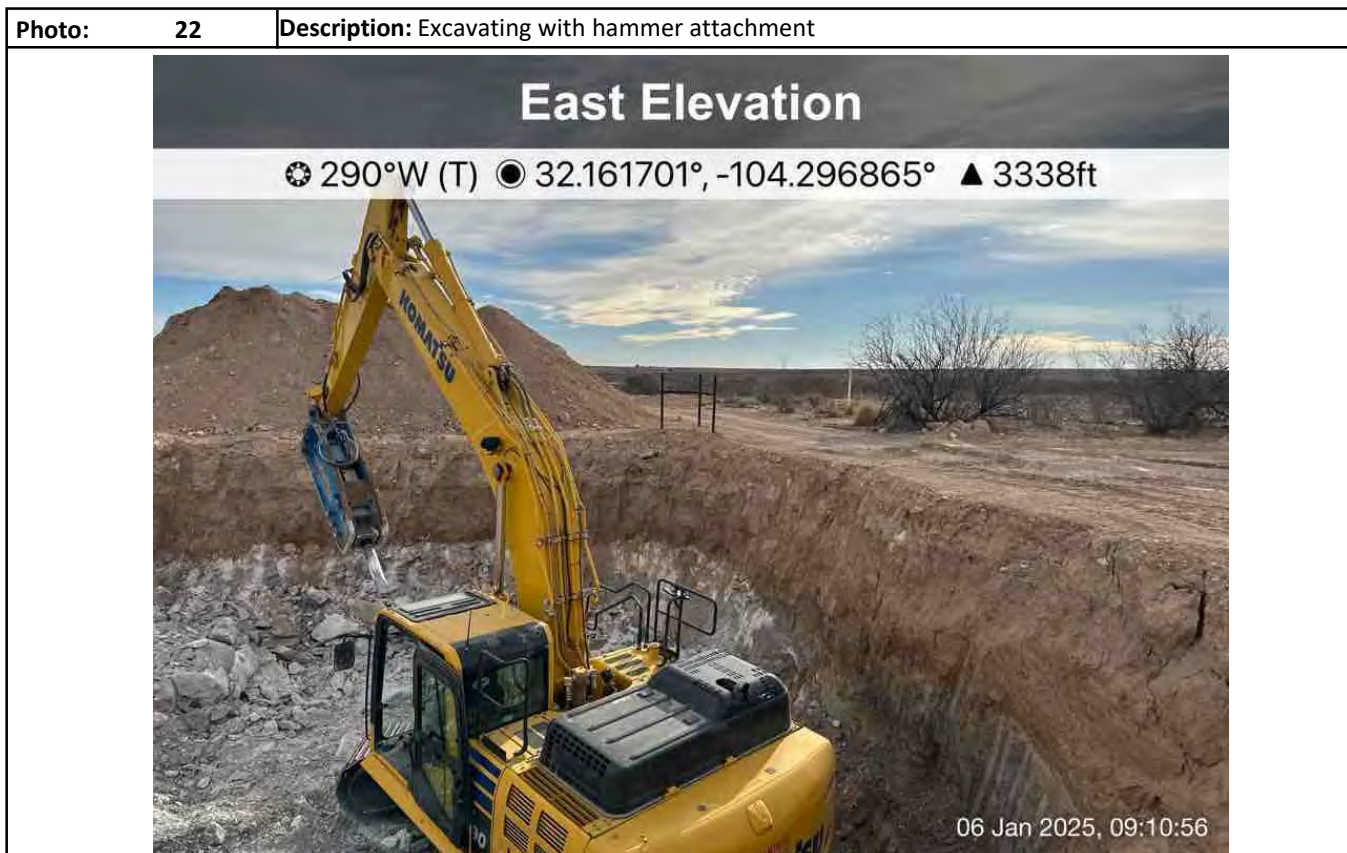 Photo: 22 Description: Excavating with hammer attachment
East Elevation
290°W (T) 32.161701°, -104.296865° ▲ 3338ft
KOMATSU
06 Jan 2025, 09:10:56